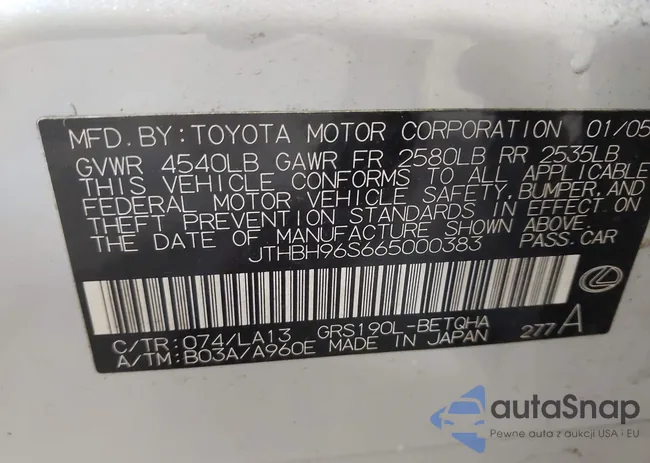 MFD. BY: TOYOTA MOTOR CORPORATION 01/05
GVWR 4540LB GAWR FR 2580LB RR 2535LB
THIS VEHICLE CONFORMS TO ALL APPLICABLE
FEDERAL MOTOR VEHICLE SAFETY, BUMPER, AND
THEFT PREVENTION STANDARDS IN EFFECT ON
THE DATE OF MANUFACTURE SHOWN ABOVE.
JTHBH96S665000383 PASS. CAR
C/TR: 074/LA13 GRS190L-BETQHA
A/TM: B03A/A960E MADE IN JAPAN 277 A
autaSnap
Pewne auta z aukcji USA i EU